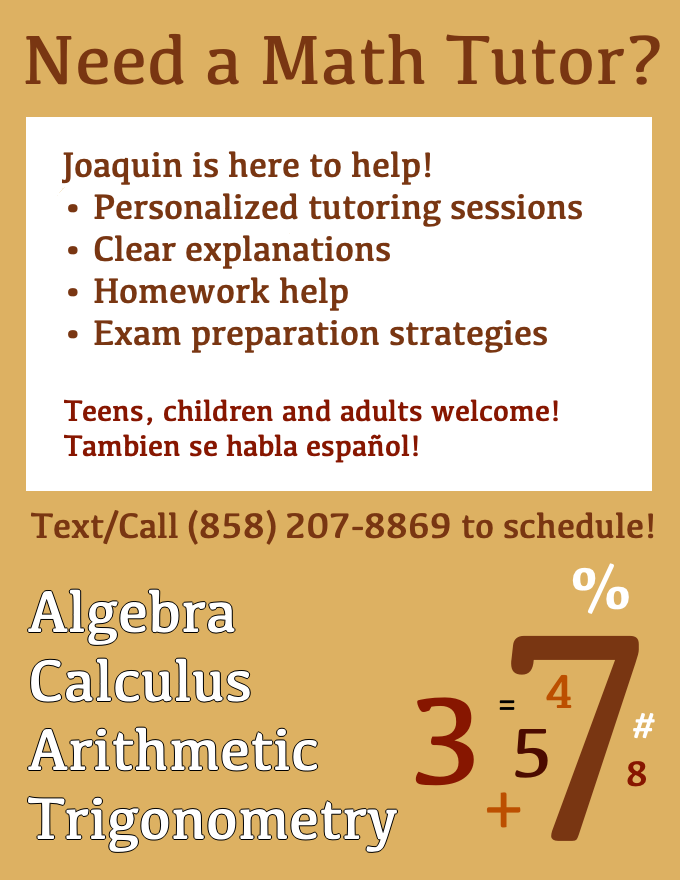 Need a Math Tutor?
Joaquin is here to help!
• Personalized tutoring sessions
• Clear explanations
• Homework help
• Exam preparation strategies
Teens, children and adults welcome!
Tambien se habla español!
Text/Call (858) 207-8869 to schedule!
Algebra
Calculus
Arithmetic
Trigonometry
%
7
4
=
3
5
#
8
+